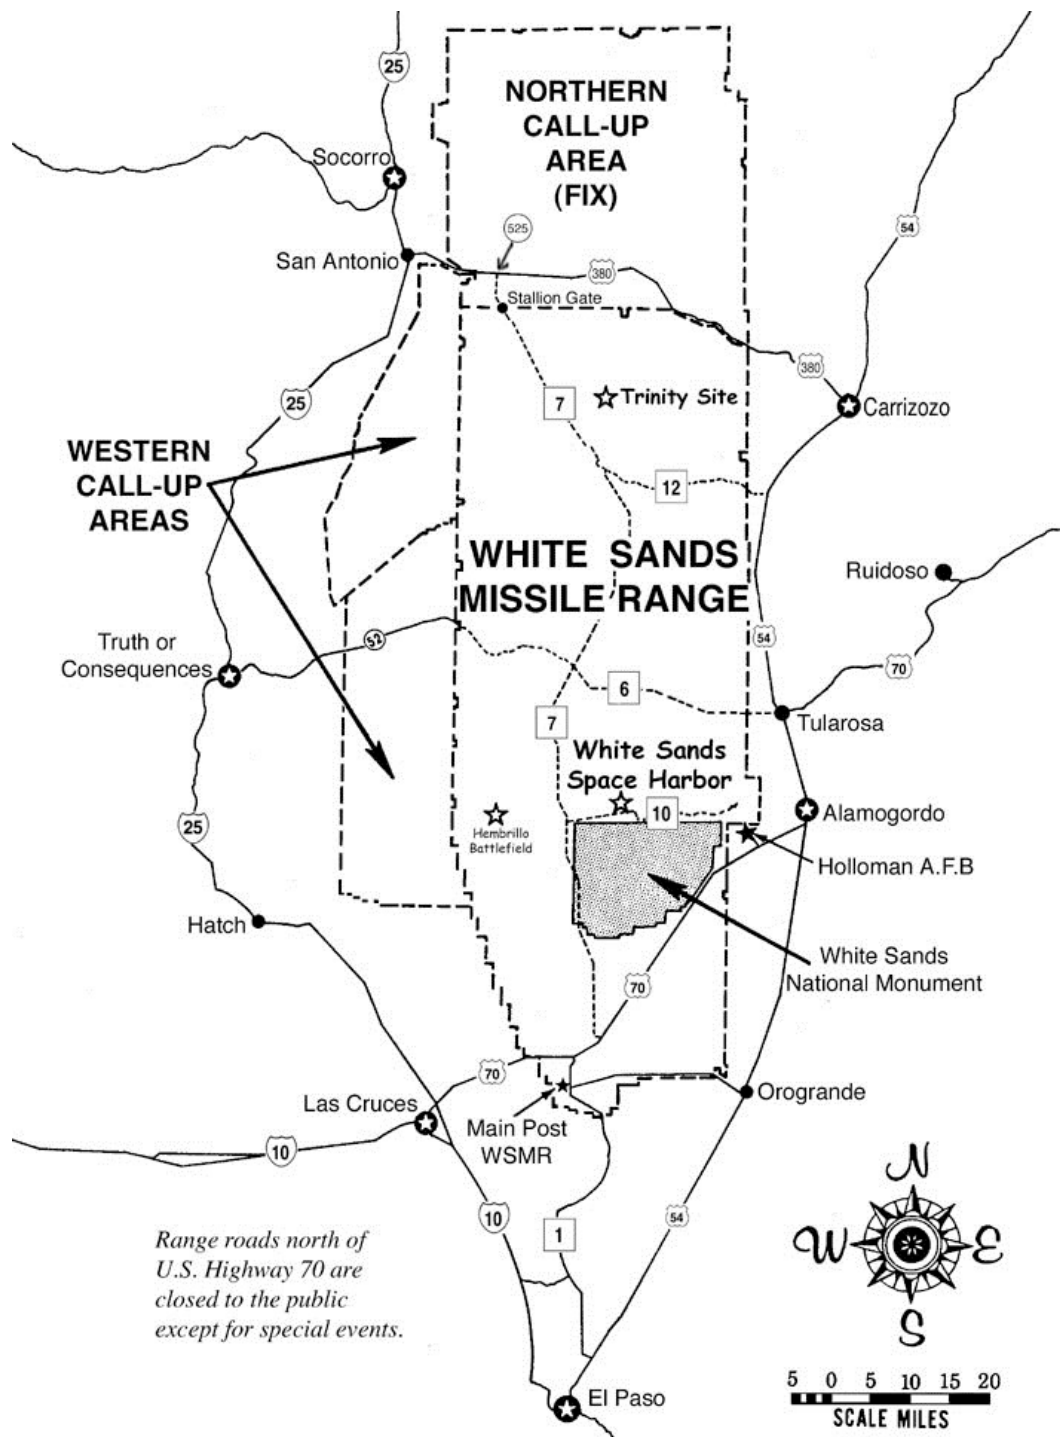 25
NORTHERN
CALL-UP
AREA
(FIX)
Socorro
54
525
San Antonio
380
Stallion Gate
380
25
7
Trinity Site
Carrizozo
WESTERN
CALL-UP
AREAS
12
WHITE SANDS
MISSILE RANGE
Ruidoso
52
54
Truth or
Consequences
70
6
7
Tularosa
White Sands
Space Harbor
10
25
Hembrillo
Battlefield
Alamogordo
Holloman A.F.B
Hatch
White Sands
National Monument
70
70
Orogrande
Las Cruces
Main Post
WSMR
10
N
10
54
1
W
E
Range roads north of
U.S. Highway 70 are
closed to the public
except for special events.
S
El Paso
5 0 5 10 15 20
SCALE MILES